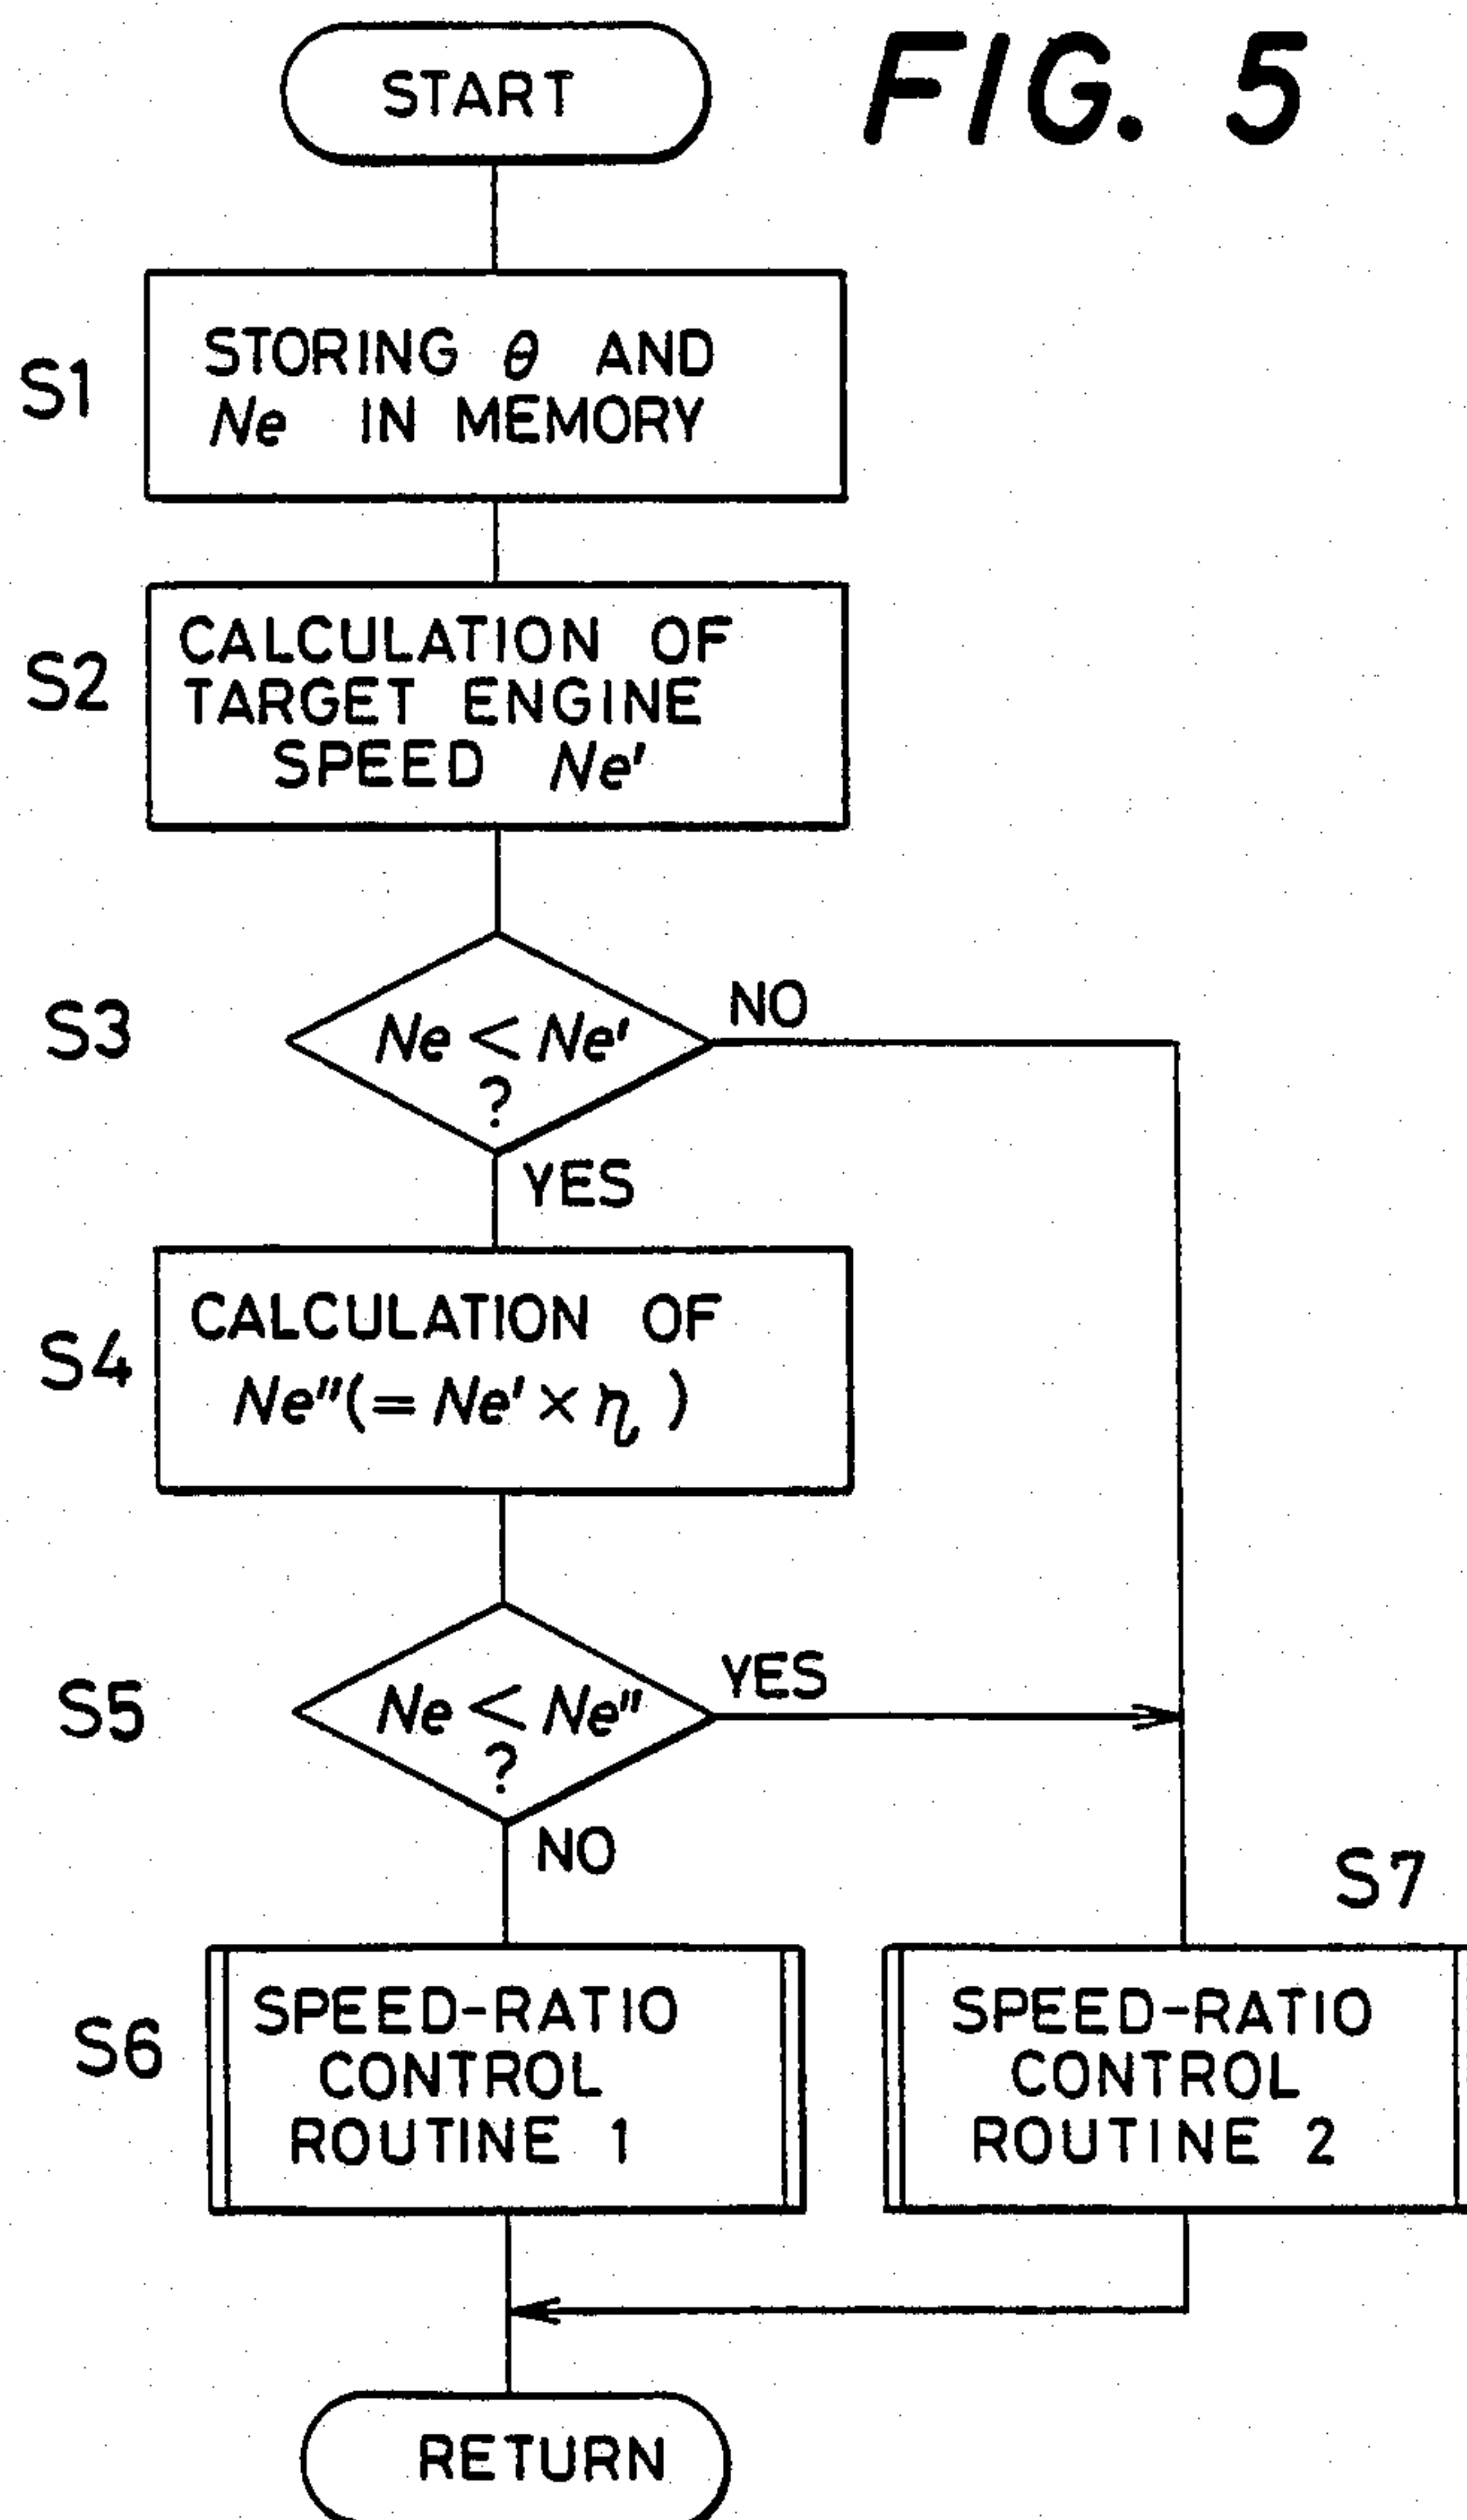 START
FIG. 5
S1
STORING θ AND
Ne IN MEMORY
S2
CALCULATION OF
TARGET ENGINE
SPEED Ne'
S3
Ne < Ne'
?
NO
YES
S4
CALCULATION OF
Ne"(= Ne' × η)
S5
Ne < Ne"
?
YES
NO
S7
S6
SPEED-RATIO
CONTROL
ROUTINE 1
SPEED-RATIO
CONTROL
ROUTINE 2
RETURN